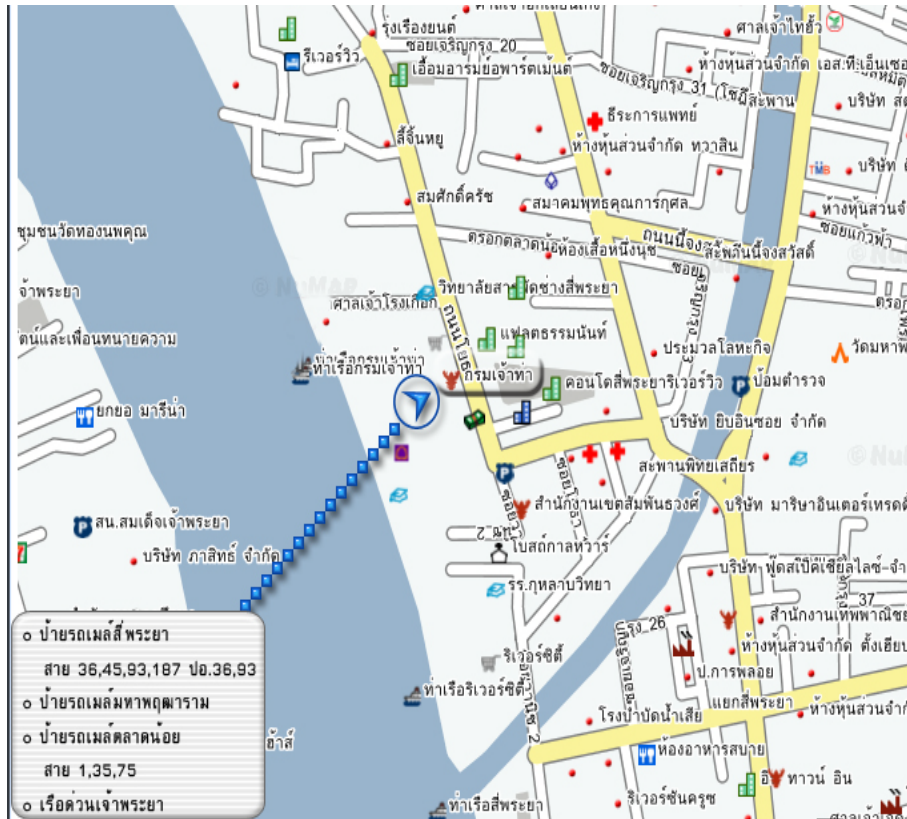 รุ่งเรืองยนต์
ซอยเจริญกรุง 20
ศาลเจ้าไทฮั้ว
รีเวอร์วิว
เอื้อมอารีย์อพาร์ตเม้นต์
ซอยเจริญกรุง 31
ห้างหุ้นส่วนจำกัด เอส.ที.เอ็นเซอ
สะพาน
บริษัท
ธีระการแพทย์
ลี้จิ้นหยู
ห้างหุ้นส่วนจำกัด ทวาสิน
TMB
บริษัท
สมศักดิ์ครัช
สมาคมพุทธคุณการกุศล
ห้างหุ้นส่วนจำ
ซอยแก้วฟ้า
ชุมชนวัดทองนพคุณ
ห้องเสื้อหนึ่งนุช
สะพานนี้จงสวัสดิ์
© NuMAP
จ้าพระยา
ศาลเจ้าโรงเกือก
ตรอก
ถนนโยธา
ตน์และเพื่อนทนายความ
แฟลตธรรมนันท์
ประมวลโลหะกิจ
วัดมหาพ
ท่าเรือกรมเจ้าท่า
กรมเจ้าท่า
คอนโดสี่พระยาริเวอร์วิว
ป้อมตำรวจ
ยกยอ มารีน่า
บริษัท ยิบอินซอย จำกัด
© Nu
สะพานพิทยเสถียร
สน.สมเด็จเจ้าพระยา
สำนักงานเขตสัมพันธวงศ์
บริษัท มาริษาอินเตอร์เทรดดิ
โบสถ์กาลหว่าร์
บริษัท ภาสิทธ์ จำกัด
รร.กุหลาบวิทยา
บริษัท ฟู้ดสเปีคเชียลไลซ์-จำ
37
สำนักงานเทพพาณิชย
ป้ายรถเมล์สี่พระยา
สาย 36,45,93,187 ปอ.36,93
ป้ายรถเมล์มหาพฤฒาราม
ป้ายรถเมล์ตลาดน้อย
สาย 1,35,75
เรือด่วนเจ้าพระยา
ริเวอร์ซิตี้
ห้างหุ้นส่วนจำกัด ตั้งเฮียบ
ป.การพลอย
ท่าเรือริเวอร์ซิตี้
แยกสี่พระยา
โรงบำบัดน้ำเสีย
ห้างหุ้นส่วนจำก
ฮ้าส์
ห้องอาหารสบาย
ทาวน์ อิน
ท่าเรือสี่พระยา
ริเวอร์ซันครูซ